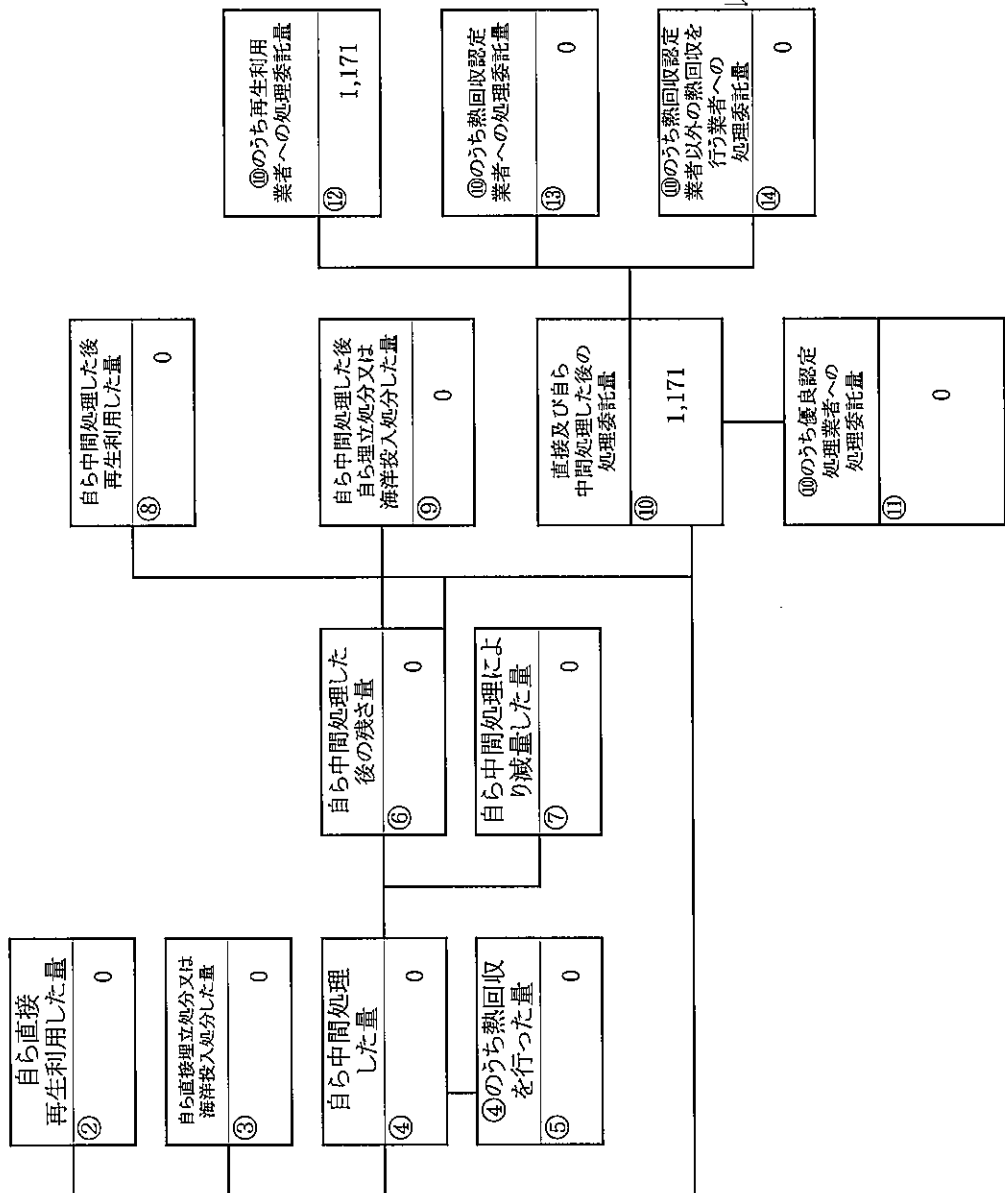 自ら直接
再生利用した量
②
0
自ら直接埋立処分又は
海洋投入処分した量
③
0
自ら中間処理
した量
④
0
④のうち熱回収
を行った量
⑤
0
自ら中間処理した
後の残さ量
⑥
0
自ら中間処理によ
り減量した量
⑦
0
自ら中間処理した後
再生利用した量
⑧
0
自ら中間処理した後
自ら埋立処分又は
海洋投入処分した量
⑨
0
直接及び自ら
中間処理した後の
処理委託量
⑩
1,171
⑩のうち優良認定
処理業者への
処理委託量
⑪
0
⑩のうち再生利用
業者への処理委託量
⑫
1,171
⑩のうち熱回収認定
業者への処理委託量
⑬
0
⑩のうち熱回収認定
業者以外の熱回収を
行う業者への
処理委託量
⑭
0